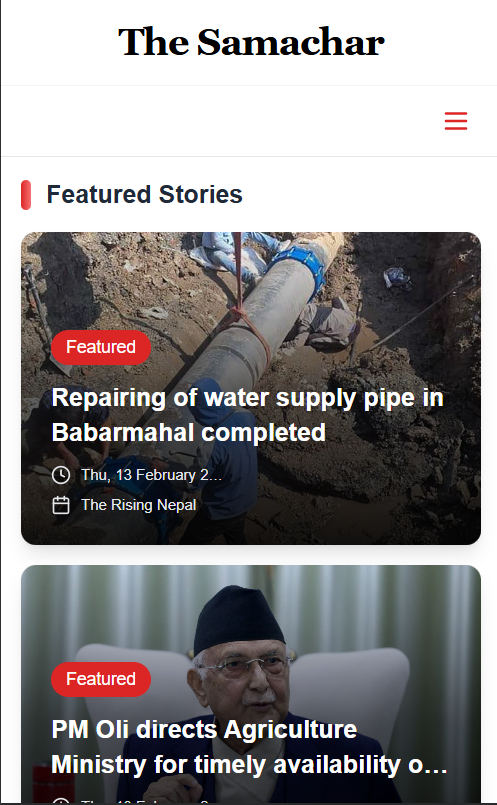 The Samachar
Featured Stories
Featured
Repairing of water supply pipe in
Babarmahal completed
Thu, 13 February 2...
The Rising Nepal
Featured
PM Oli directs Agriculture
Ministry for timely availability o...